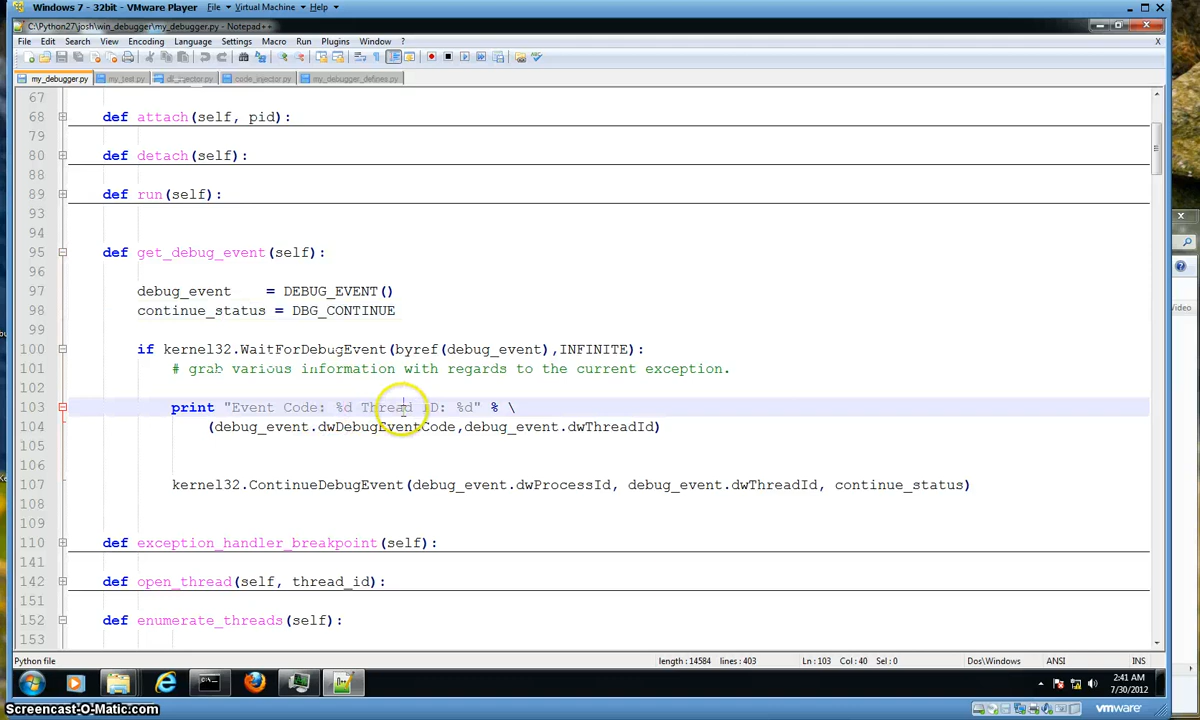 Windows 7 - 32bit - VMware Player File Virtual Machine Help
C:\Python27\josh\win_debugger\my_debugger.py - Notepad++
File Edit Search View Encoding Language Settings Macro Run Plugins Window ? X
my_debugger.py my_test.py code_injector.py my_debugger_defines.py
67
68 def attach(self, pid):
79
80 def detach(self):
88
89 def run(self):
93
94
95 def get_debug_event(self):
96
97 debug_event = DEBUG_EVENT()
98 continue_status = DBG_CONTINUE
99
100 if kernel32.WaitForDebugEvent(byref(debug_event),INFINITE):
101 # grab various information with regards to the current exception.
102
103 print "Event Code: %d Thread ID: %d" % \
104 (debug_event.dwDebugEventCode,debug_event.dwThreadId)
105
106
107 kernel32.ContinueDebugEvent(debug_event.dwProcessId, debug_event.dwThreadId, continue_status)
108
109
110 def exception_handler_breakpoint(self):
141
142 def open_thread(self, thread_id):
151
152 def enumerate_threads(self):
153
Python file length : 14584 lines : 403 Ln : 103 Col : 40 Sel : 0 Dos\Windows ANSI INS
2:41 AM
7/30/2012
Screencast-O-Matic.com vmware